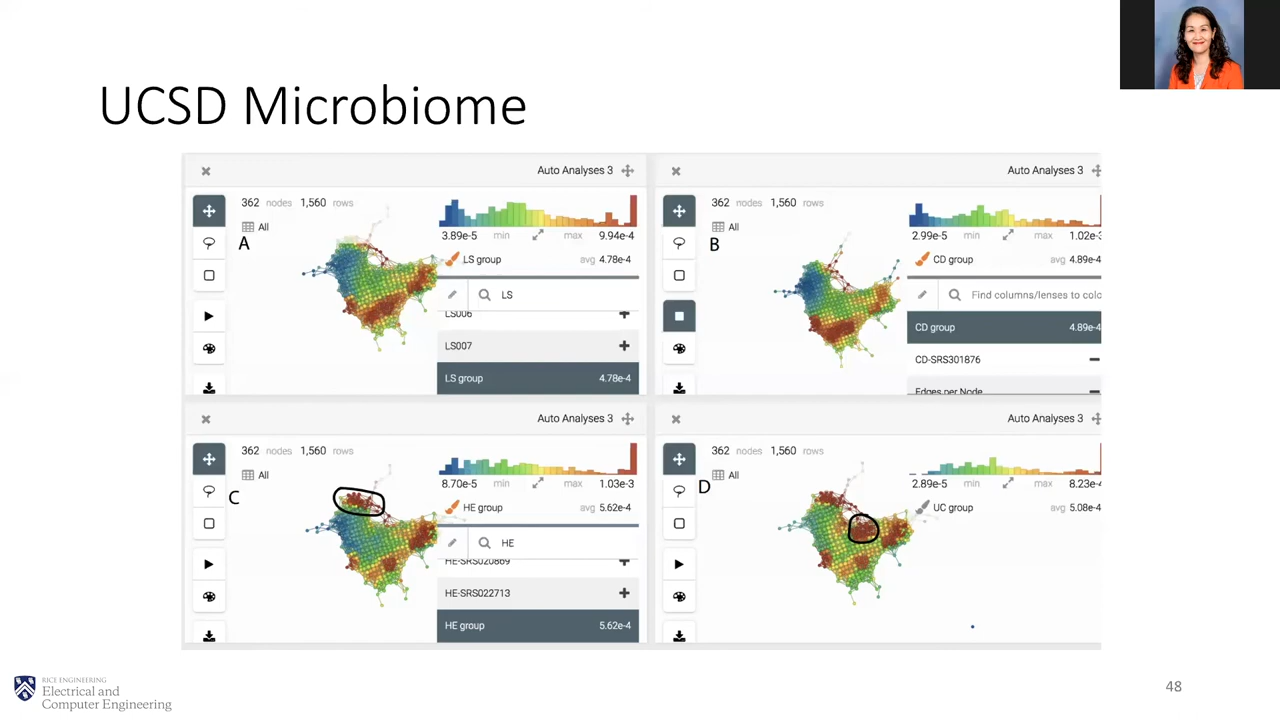 UCSD Microbiome
Auto Analyses 3
362 nodes 1,560 rows
All
A
3.89e-5 min max 9.94e-4
LS group avg 4.78e-4
LS
LS006
LS007
LS group 4.78e-4
Auto Analyses 3
362 nodes 1,560 rows
All
B
2.99e-5 min max 1.02e-3
CD group avg 4.89e-4
Find columns/lenses to colo
CD group 4.89e-4
CD-SRS301876
Edges per Node
Auto Analyses 3
362 nodes 1,560 rows
All
C
8.70e-5 min max 1.03e-3
HE group avg 5.62e-4
HE
HE-SRS020869
HE-SRS022713
HE group 5.62e-4
Auto Analyses 3
362 nodes 1,560 rows
All
D
2.89e-5 min max 8.23e-4
UC group avg 5.08e-4
RICE ENGINEERING
Electrical and
Computer Engineering
48